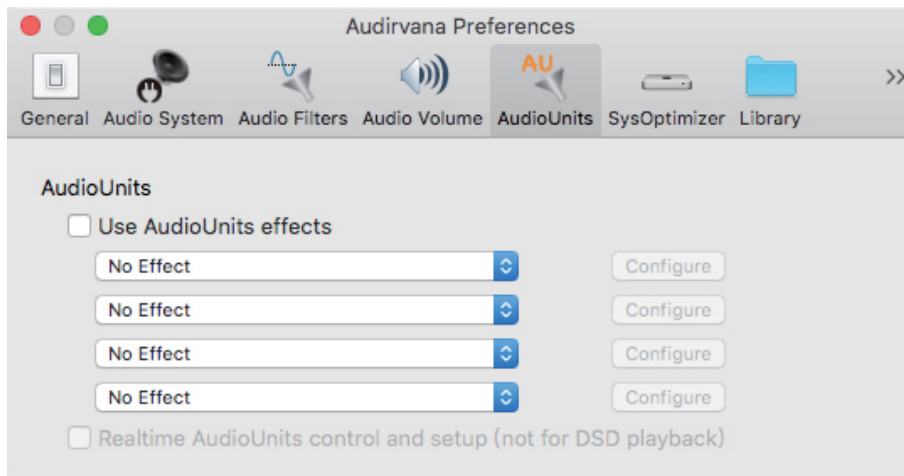 Audirvana Preferences
AU
General Audio System Audio Filters Audio Volume AudioUnits SysOptimizer Library
AudioUnits
Use AudioUnits effects
No Effect Configure
No Effect Configure
No Effect Configure
No Effect Configure
Realtime AudioUnits control and setup (not for DSD playback)